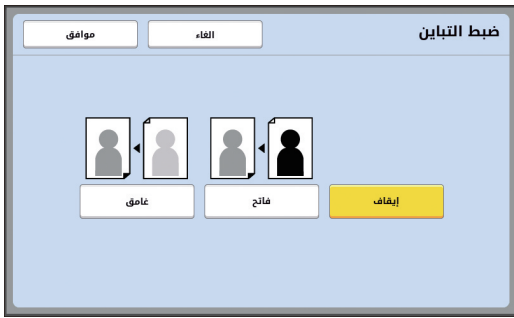 ضبط التباين
الغاء
موافق
إيقاف
فاتح
غامق